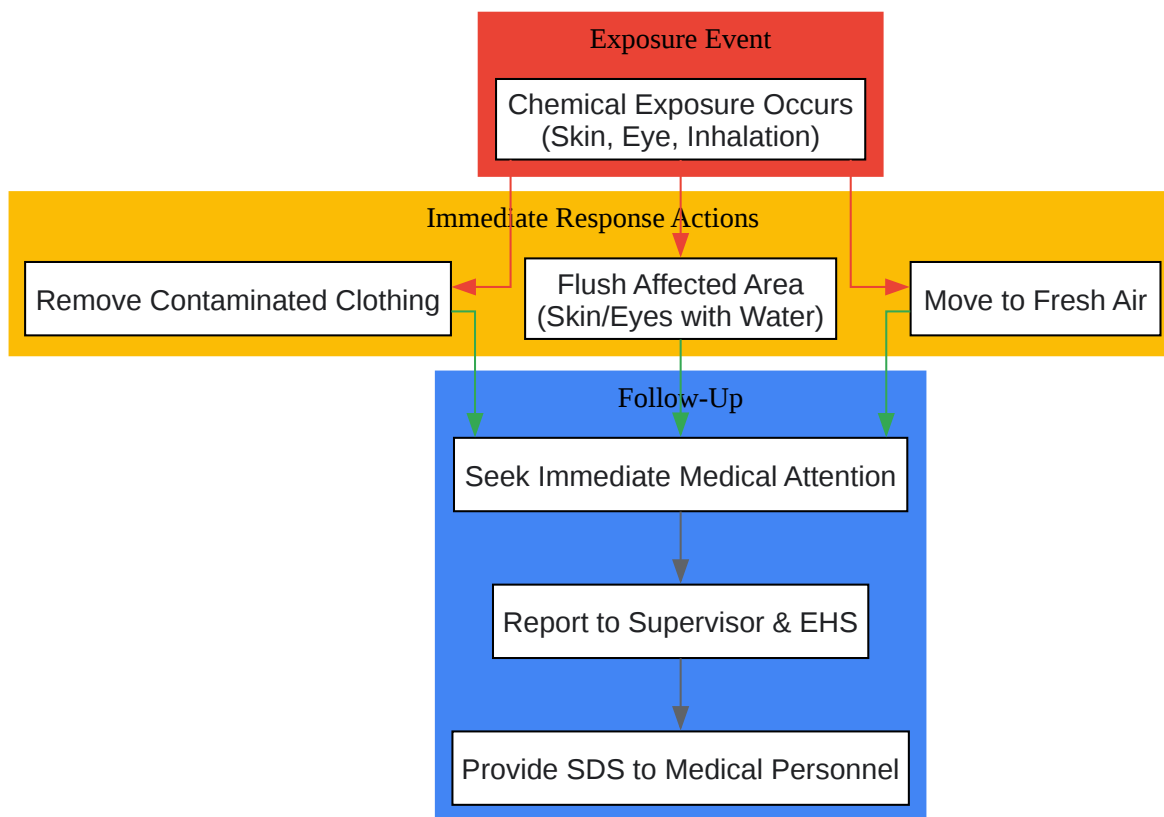 Exposure Event
Chemical Exposure Occurs
(Skin, Eye, Inhalation)
Immediate Response Actions
Remove Contaminated Clothing
Flush Affected Area
(Skin/Eyes with Water)
Move to Fresh Air
Follow-Up
Seek Immediate Medical Attention
Report to Supervisor & EHS
Provide SDS to Medical Personnel